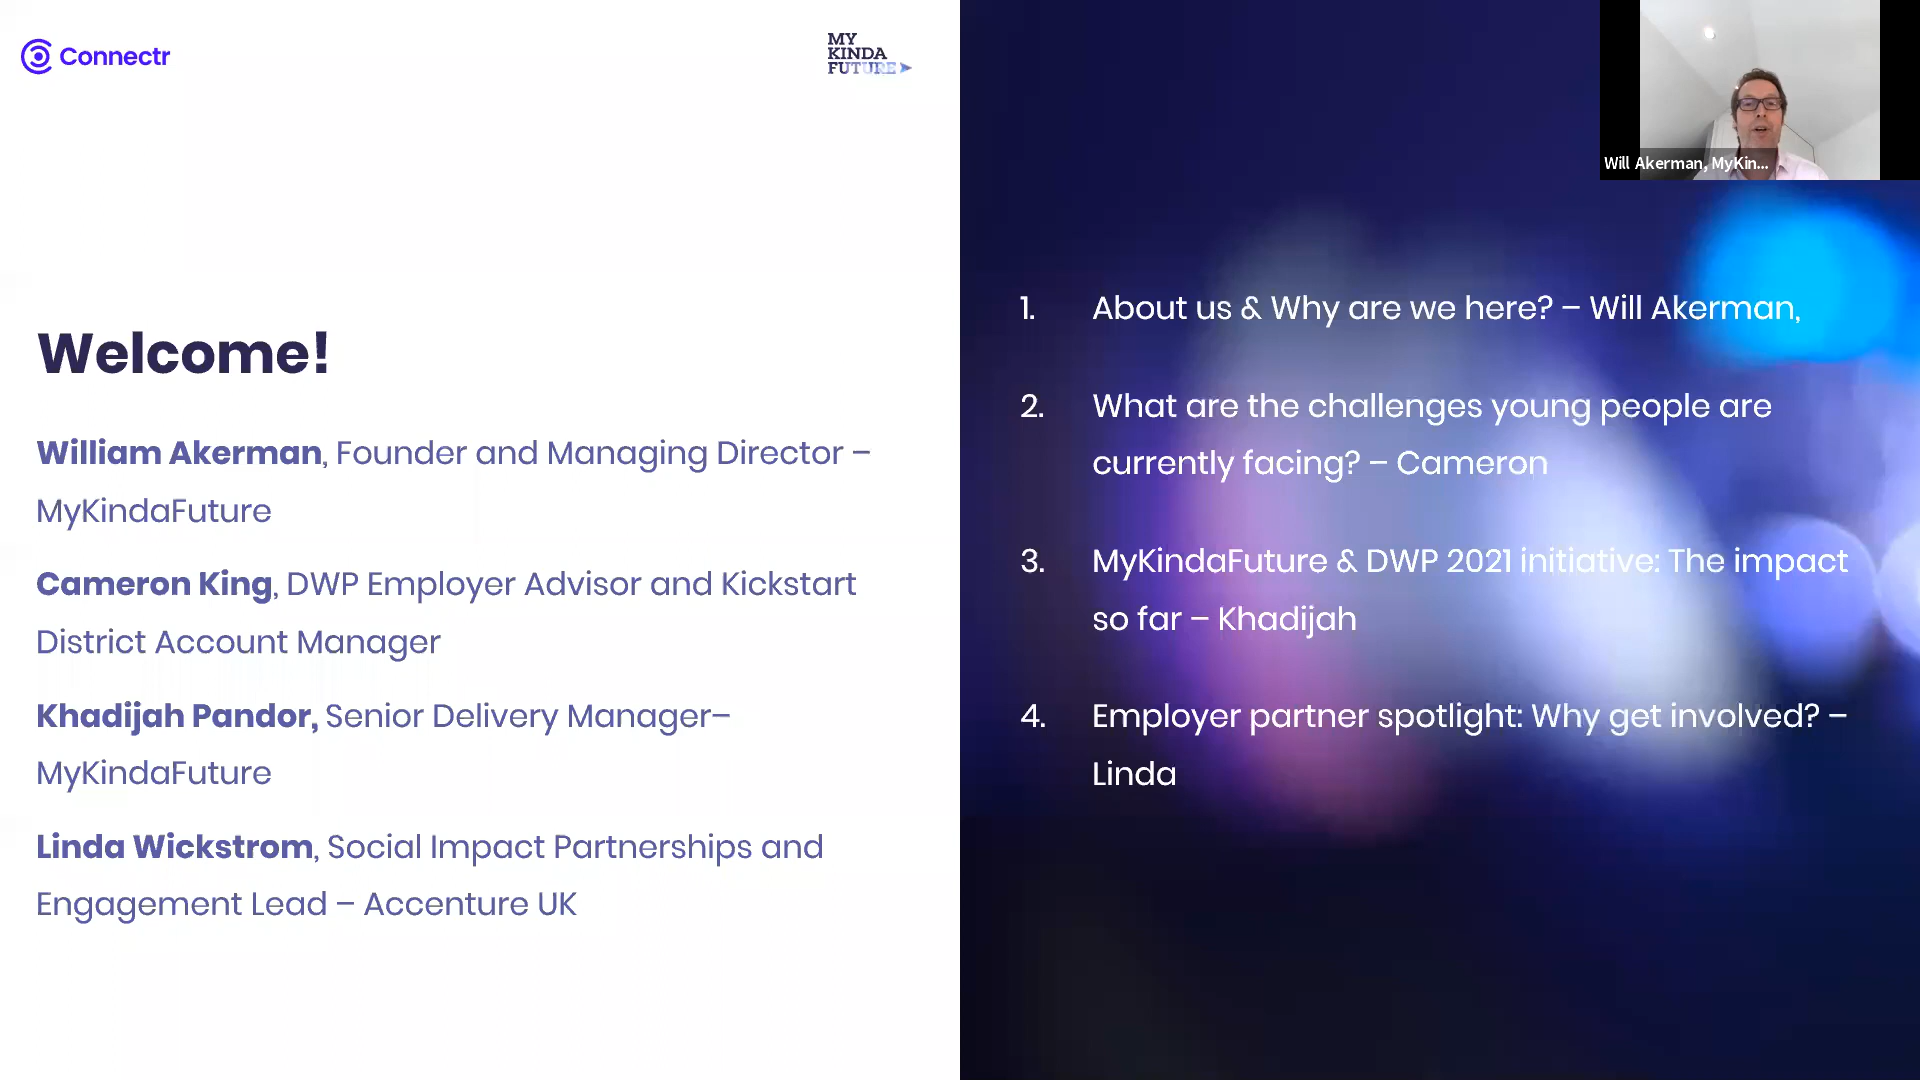 Connectr
MY
KINDA
FUTURE
Welcome!
William Akerman, Founder and Managing Director –
MyKindaFuture
Cameron King, DWP Employer Advisor and Kickstart
District Account Manager
Khadijah Pandor, Senior Delivery Manager–
MyKindaFuture
Linda Wickstrom, Social Impact Partnerships and
Engagement Lead – Accenture UK
Will Akerman, MyKin...
1. About us & Why are we here? – Will Akerman,
2. What are the challenges young people are
currently facing? – Cameron
3. MyKindaFuture & DWP 2021 initiative: The impact
so far – Khadijah
4. Employer partner spotlight: Why get involved? –
Linda